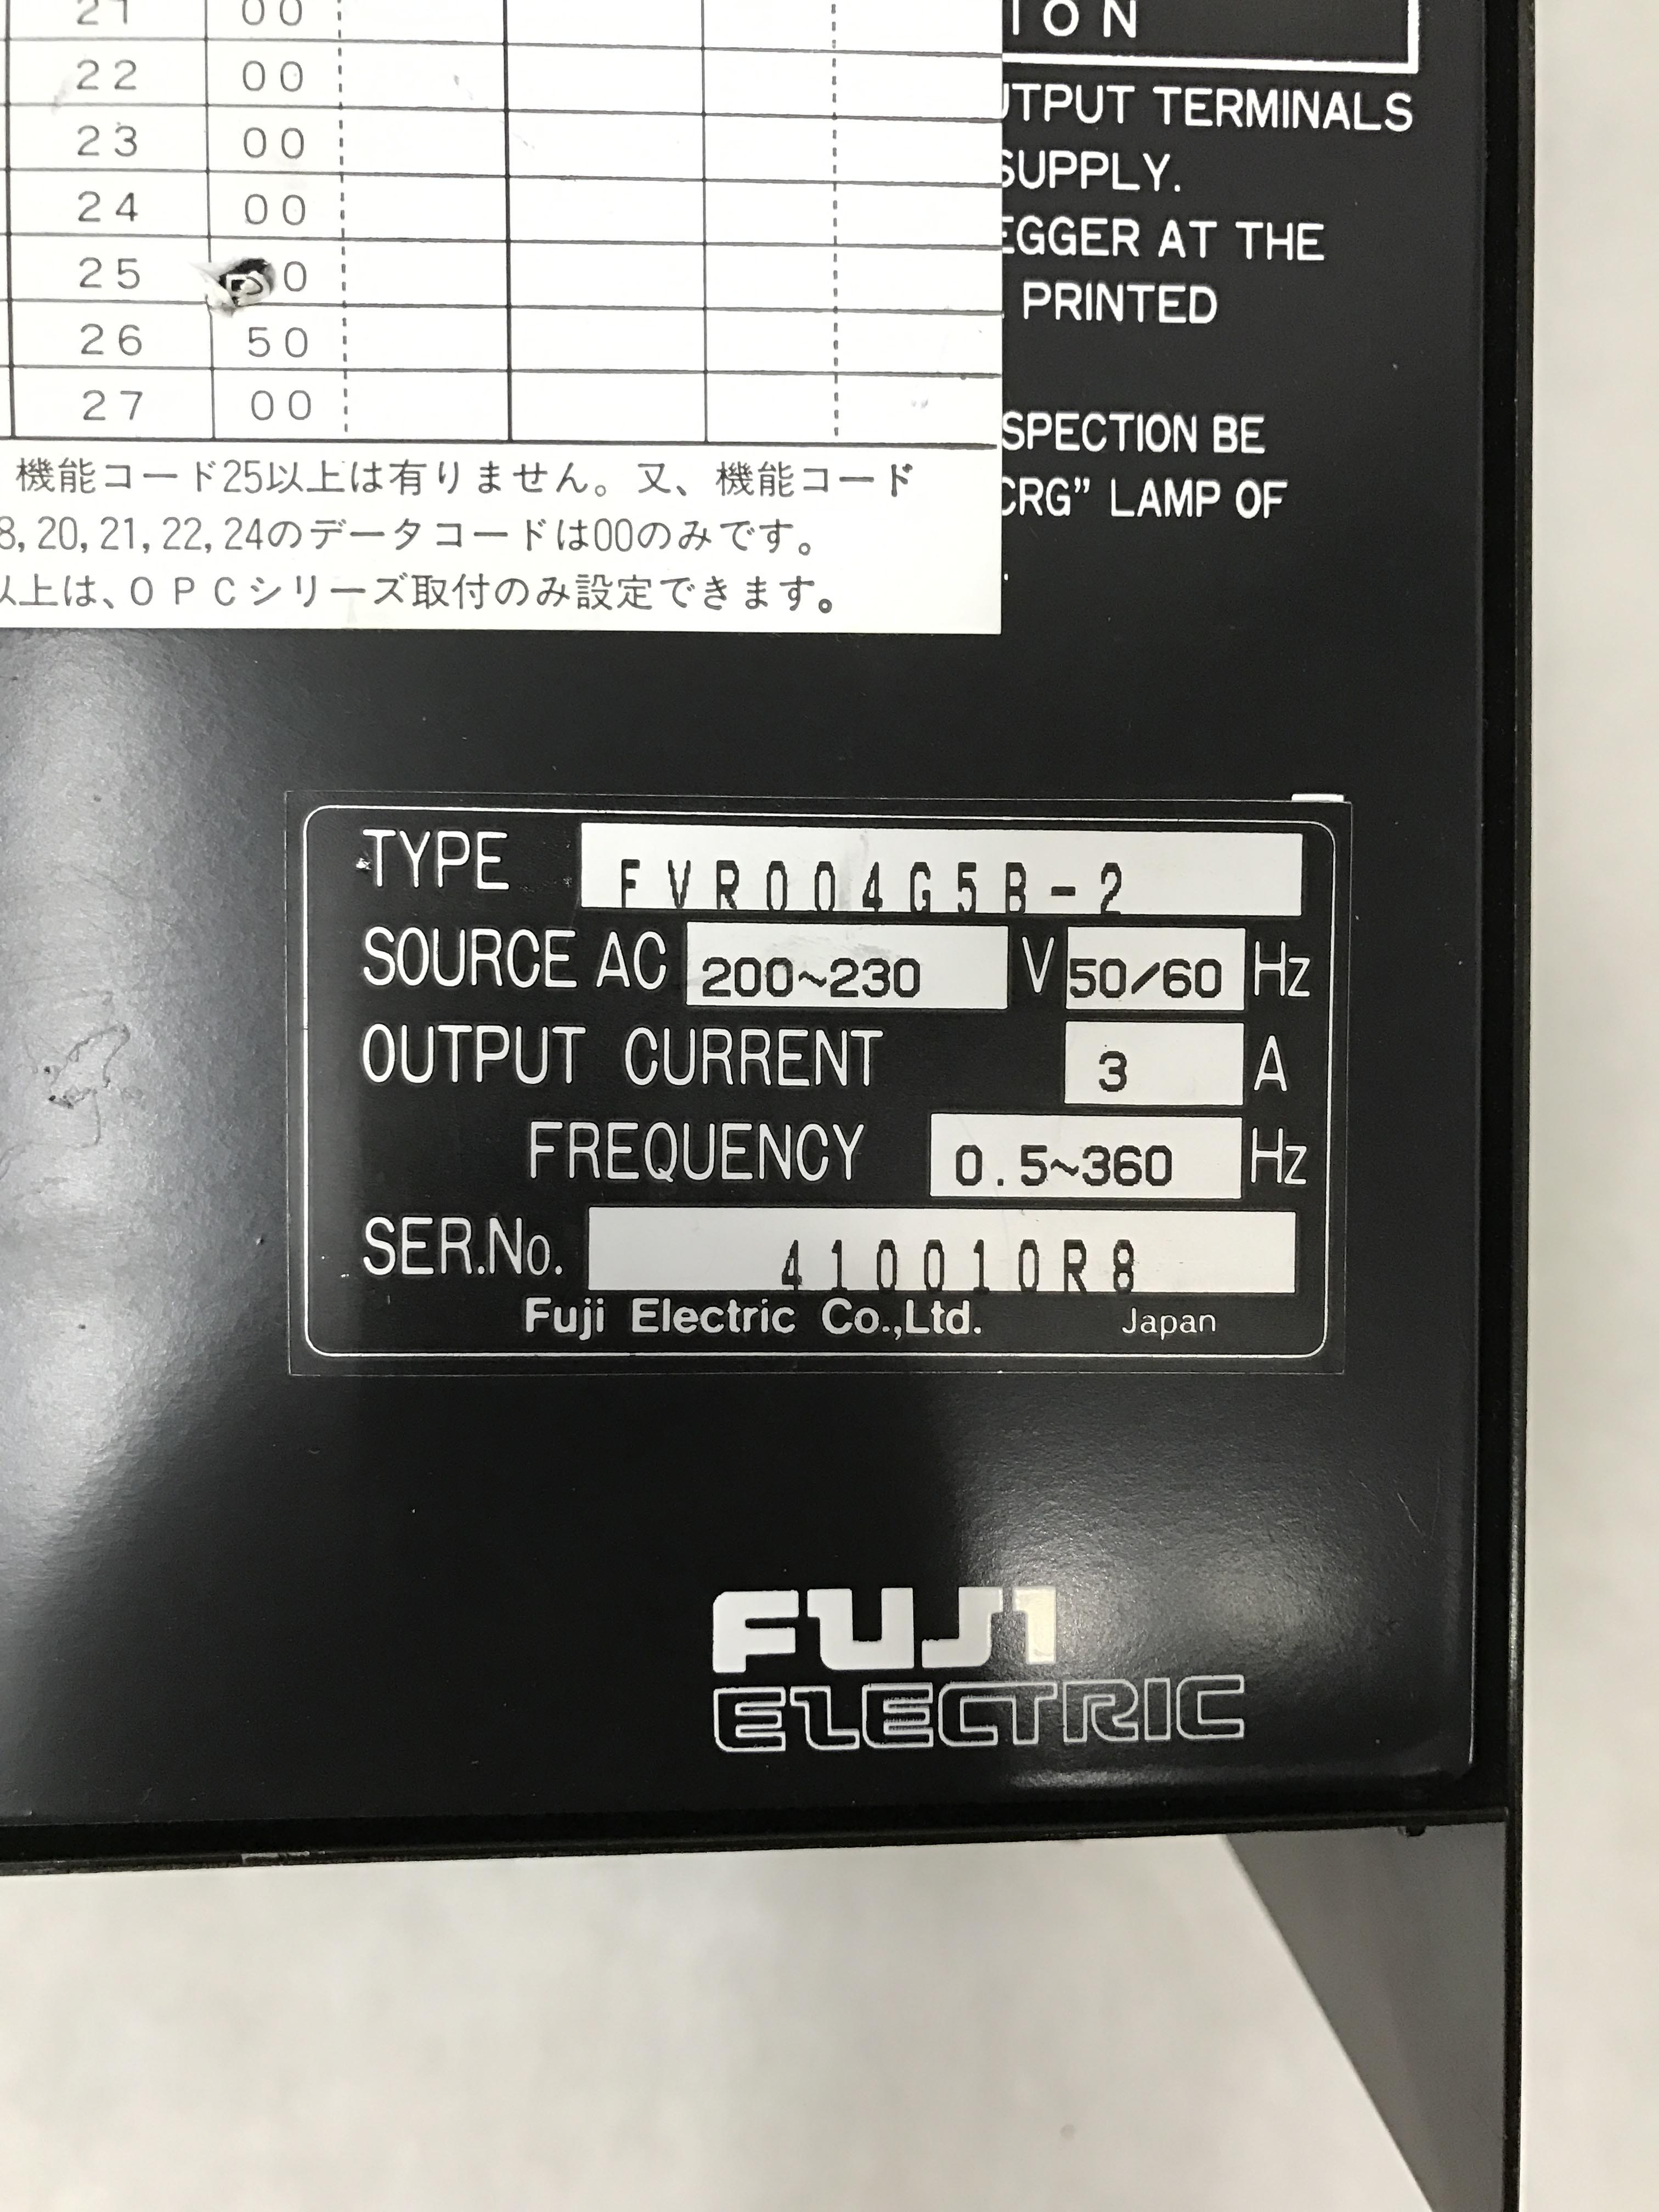 21 00
ION
22 00
UTPUT TERMINALS
23 00
SUPPLY.
24 00
EGGER AT THE
25 0
PRINTED
26 50
27 00
SPECTION BE
機能コード25以上は有りません。又、機能コード
CRG” LAMP OF
8, 20, 21, 22, 24のデータコードは00のみです。
以上は、OPCシリーズ取付のみ設定できます。
TYPE FVR004G5B-2
SOURCE AC 200~230 V 50/60 Hz
OUTPUT CURRENT 3 A
FREQUENCY 0.5~360 Hz
SER.No. 410010R8
Fuji Electric Co.,Ltd. Japan
FUJI
ELECTRIC